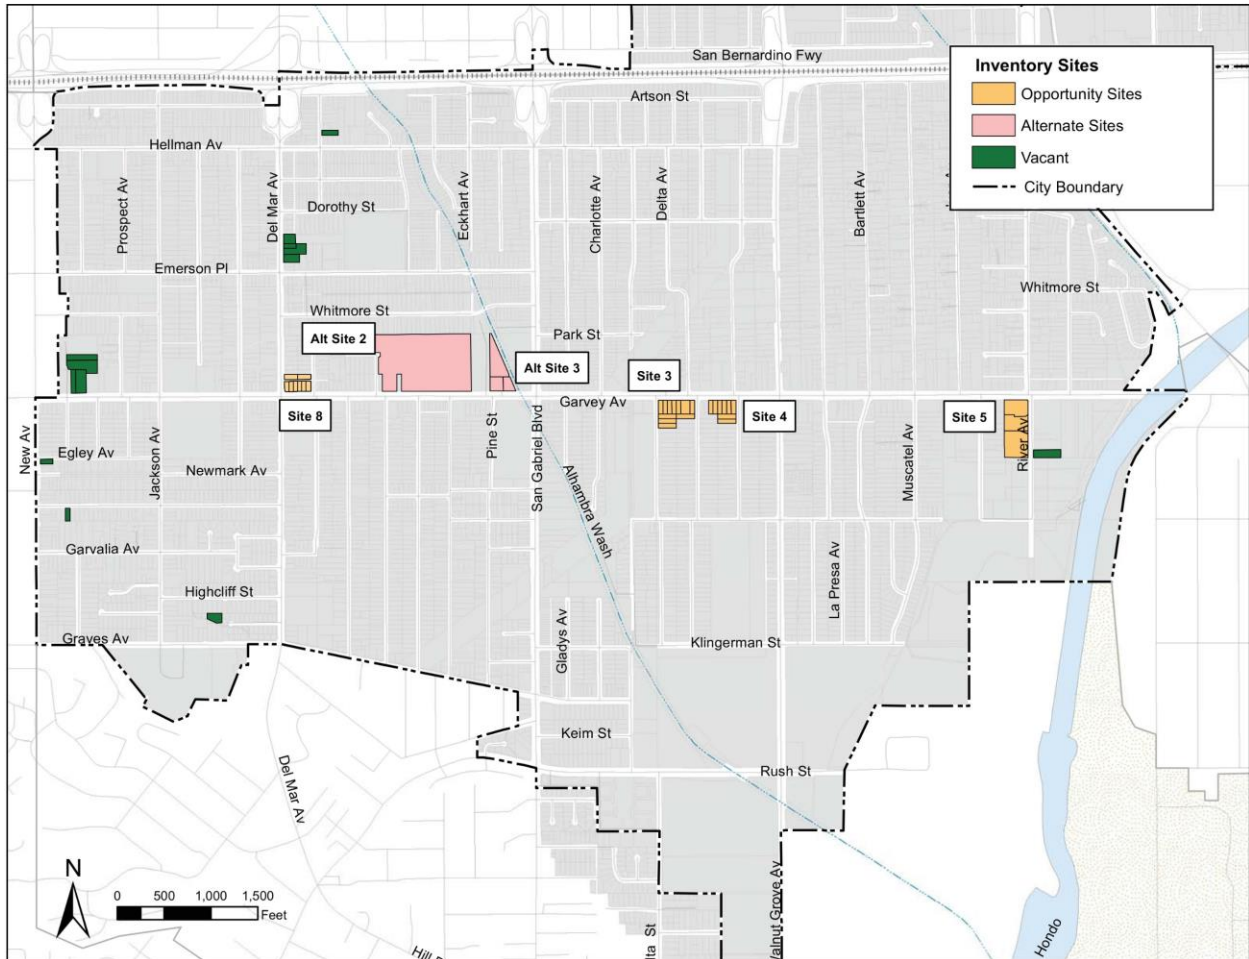 San Bernardino Fwy
Inventory Sites
Opportunity Sites
Alternate Sites
Vacant
City Boundary
Artson St
Hellman Av
Prospect Av
Del Mar Av
Dorothy St
Eckhart Av
Charlotte Av
Delta Av
Bartlett Av
Emerson Pl
Whitmore St
Whitmore St
Park St
Alt Site 2
Alt Site 3
Site 3
Garvey Av
Site 8
Site 4
Site 5
New Av
Egley Av
Jackson Av
Newmark Av
Pine St
San Gabriel Blvd
Alhambra Wash
Muscatel Av
River Av
Garvalia Av
Highcliff St
La Presa Av
Graves Av
Gladys Av
Klingerman St
Keim St
Rush St
Del Mar Av
N
0 500 1,000 1,500
Feet
lta St
Walnut Grove Av
Hondo